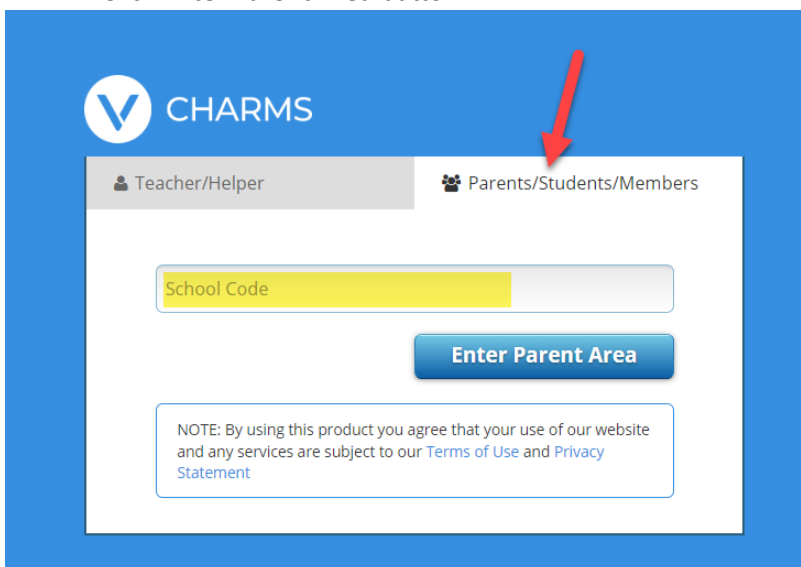 CHARMS
Teacher/Helper
Parents/Students/Members
School Code
Enter Parent Area
NOTE: By using this product you agree that your use of our website
and any services are subject to our Terms of Use and Privacy
Statement